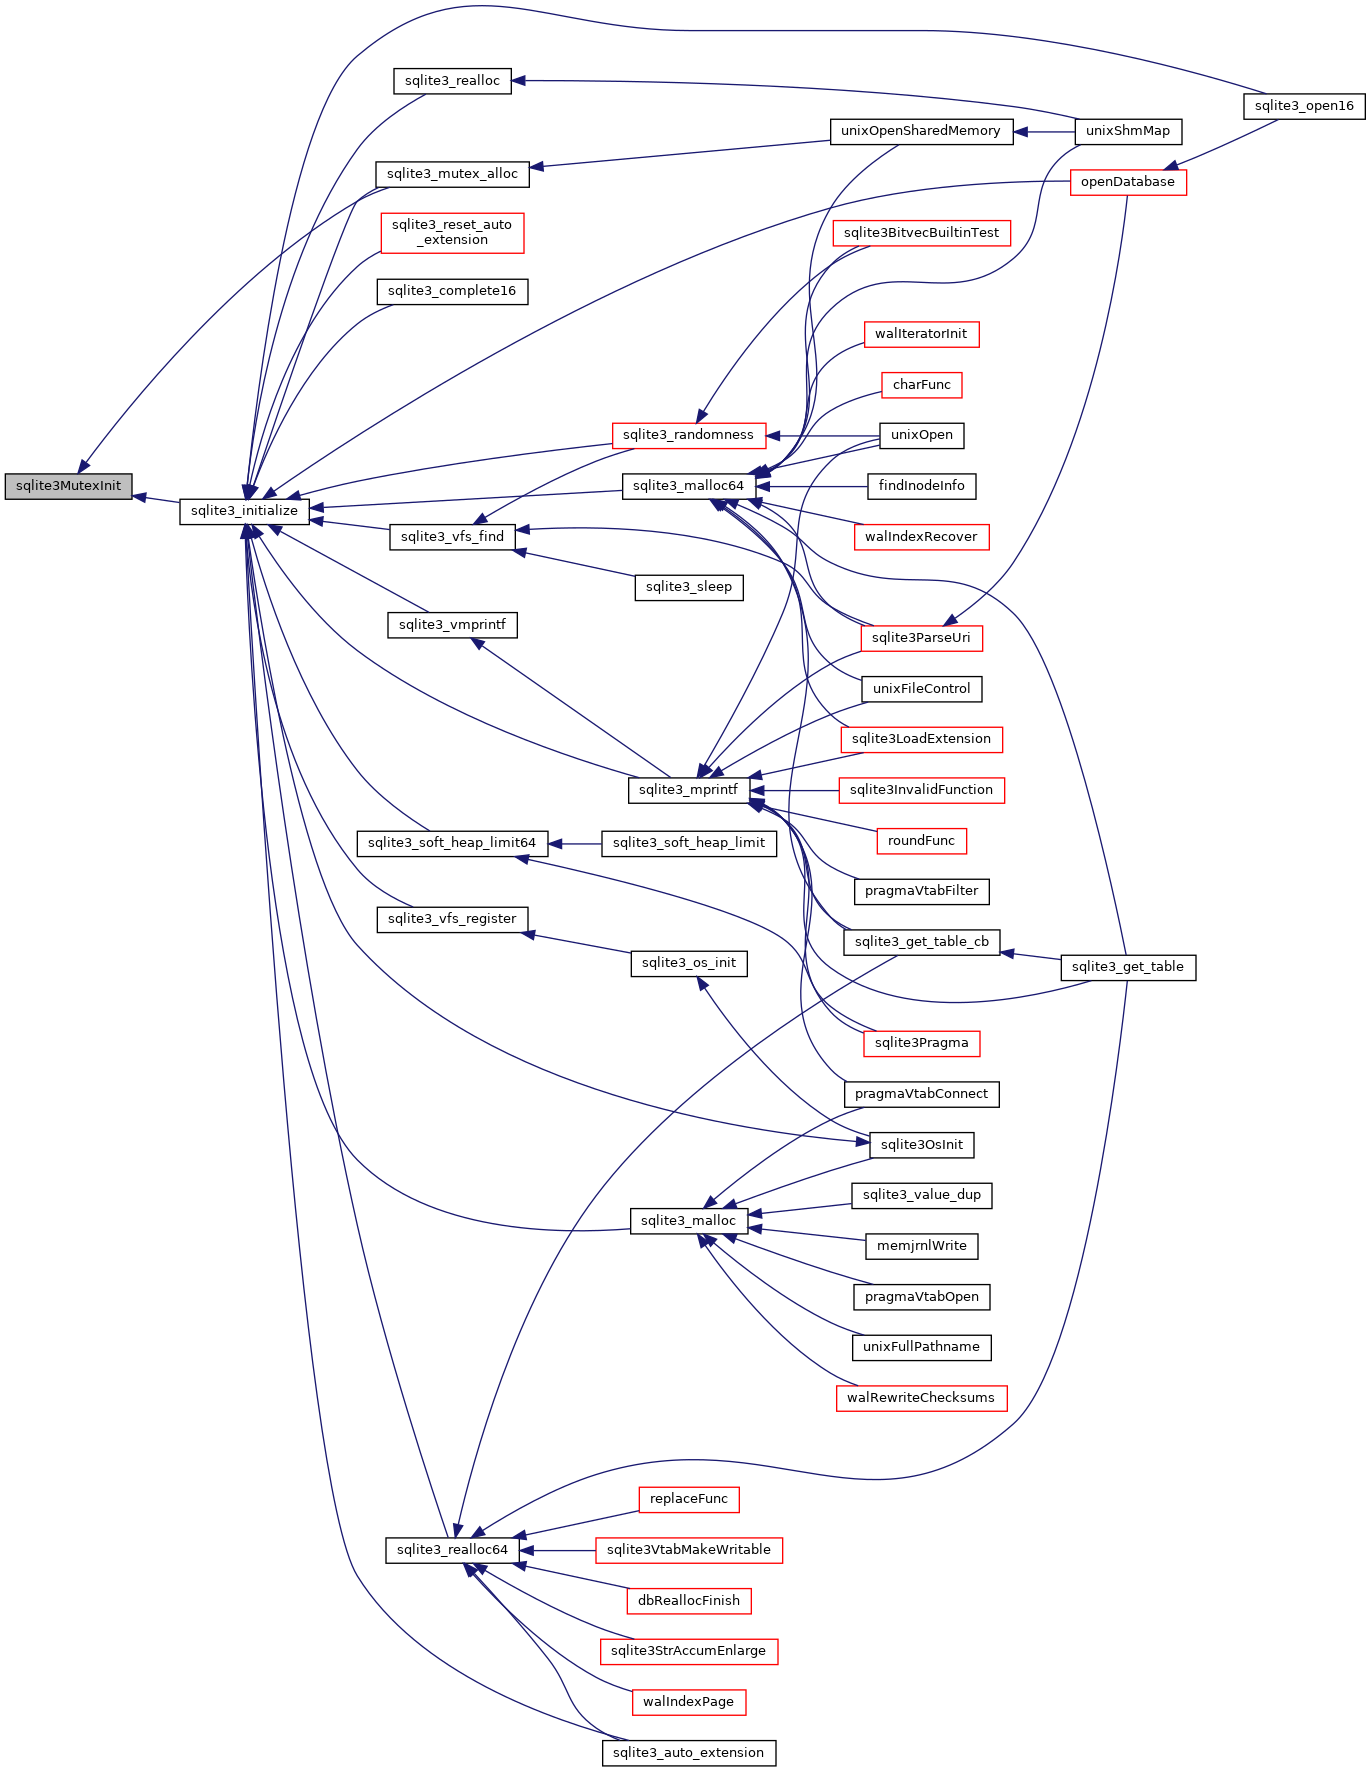 sqlite3_realloc
sqlite3_open16
unixOpenSharedMemory
unixShmMap
sqlite3_mutex_alloc
openDatabase
sqlite3_reset_auto
_extension
sqlite3BitvecBuiltinTest
sqlite3_complete16
walIteratorInit
charFunc
sqlite3_randomness
unixOpen
sqlite3MutexInit
sqlite3_malloc64
findInodeInfo
sqlite3_initialize
sqlite3_vfs_find
walIndexRecover
sqlite3_sleep
sqlite3_vmprintf
sqlite3ParseUri
unixFileControl
sqlite3LoadExtension
sqlite3_mprintf
sqlite3InvalidFunction
sqlite3_soft_heap_limit64
sqlite3_soft_heap_limit
roundFunc
pragmaVtabFilter
sqlite3_vfs_register
sqlite3_get_table_cb
sqlite3_os_init
sqlite3_get_table
sqlite3Pragma
pragmaVtabConnect
sqlite3OsInit
sqlite3_value_dup
sqlite3_malloc
memjrnlWrite
pragmaVtabOpen
unixFullPathname
walRewriteChecksums
replaceFunc
sqlite3_realloc64
sqlite3VtabMakeWritable
dbReallocFinish
sqlite3StrAccumEnlarge
walIndexPage
sqlite3_auto_extension